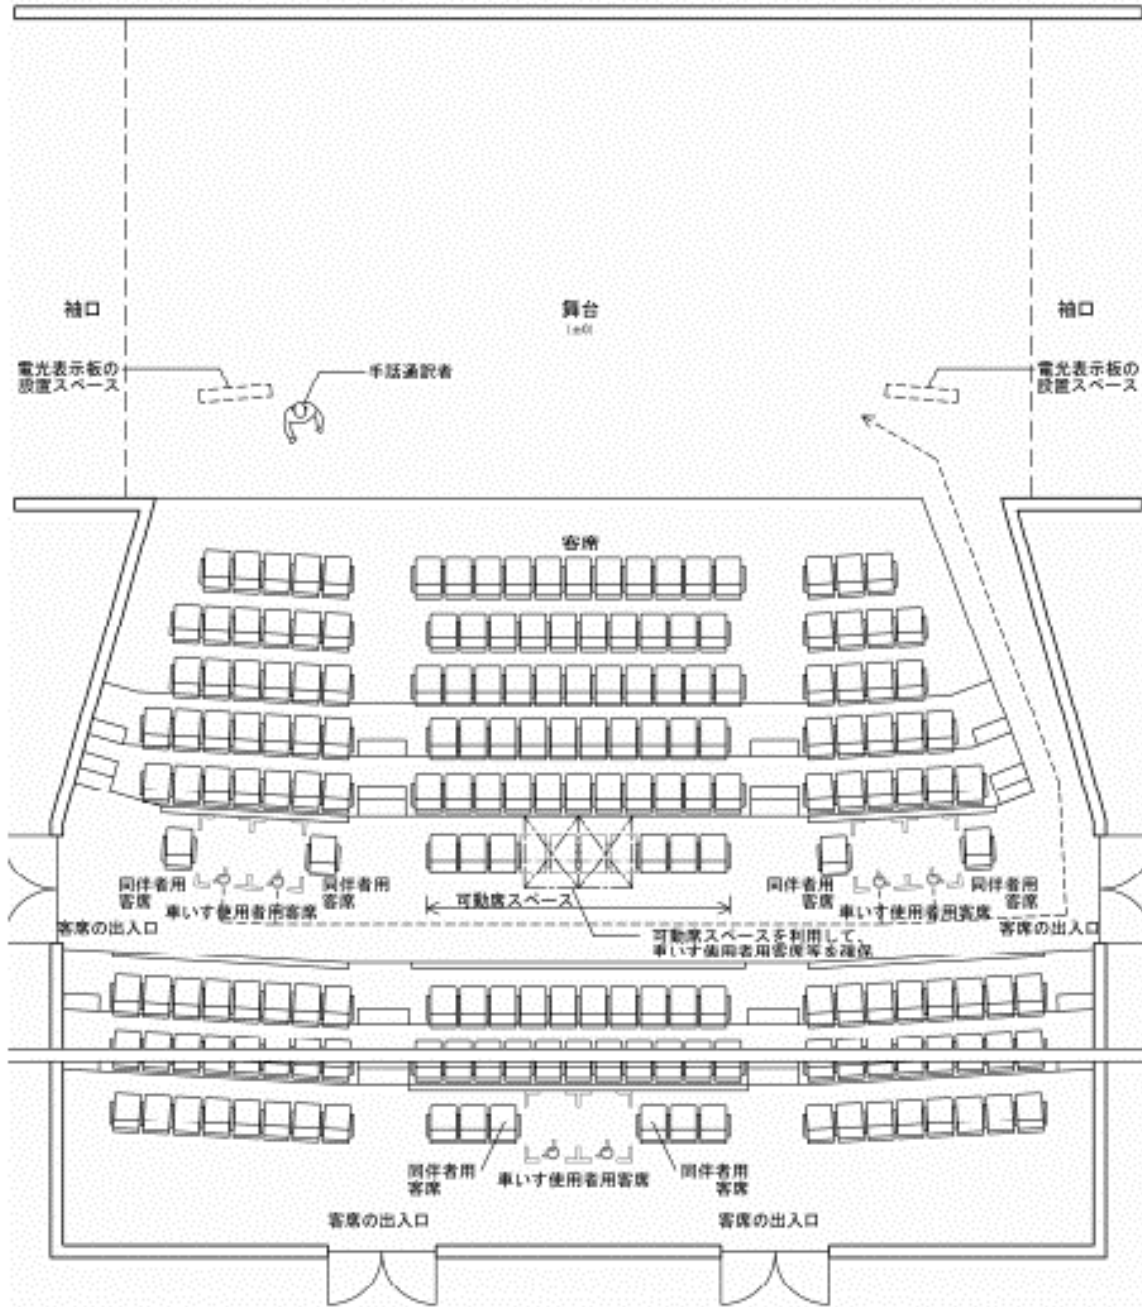 袖口
舞台
(±0)
袖口
電光表示板の
設置スペース
手話通訳者
電光表示板の
設置スペース
客席
同伴者用
客席
同伴者用
客席
同伴者用
客席
同伴者用
客席
車いす使用者用客席
可動席スペース
車いす使用者用客席
客席の出入口
客席の出入口
可動席スペースを利用して、
車いす使用者用客席等を確保
同伴者用
客席
車いす使用者用客席
同伴者用
客席
客席の出入口
客席の出入口